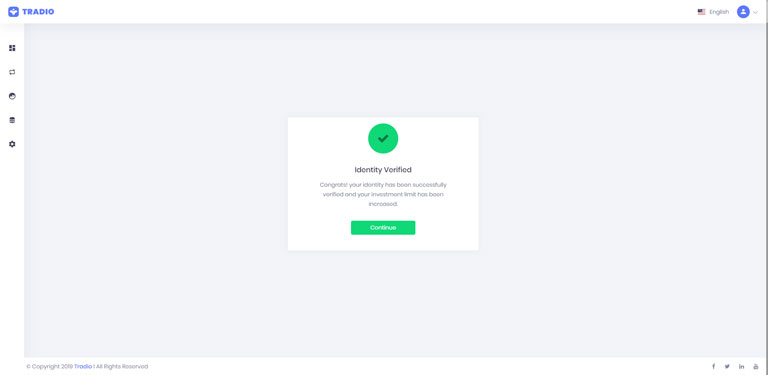 TRADIO
English
Identity Verified
Congrats! your identity has been successfully
verified and your investment limit has been
increased.
Continue
© Copyright 2019 Tradio I All Rights Reserved